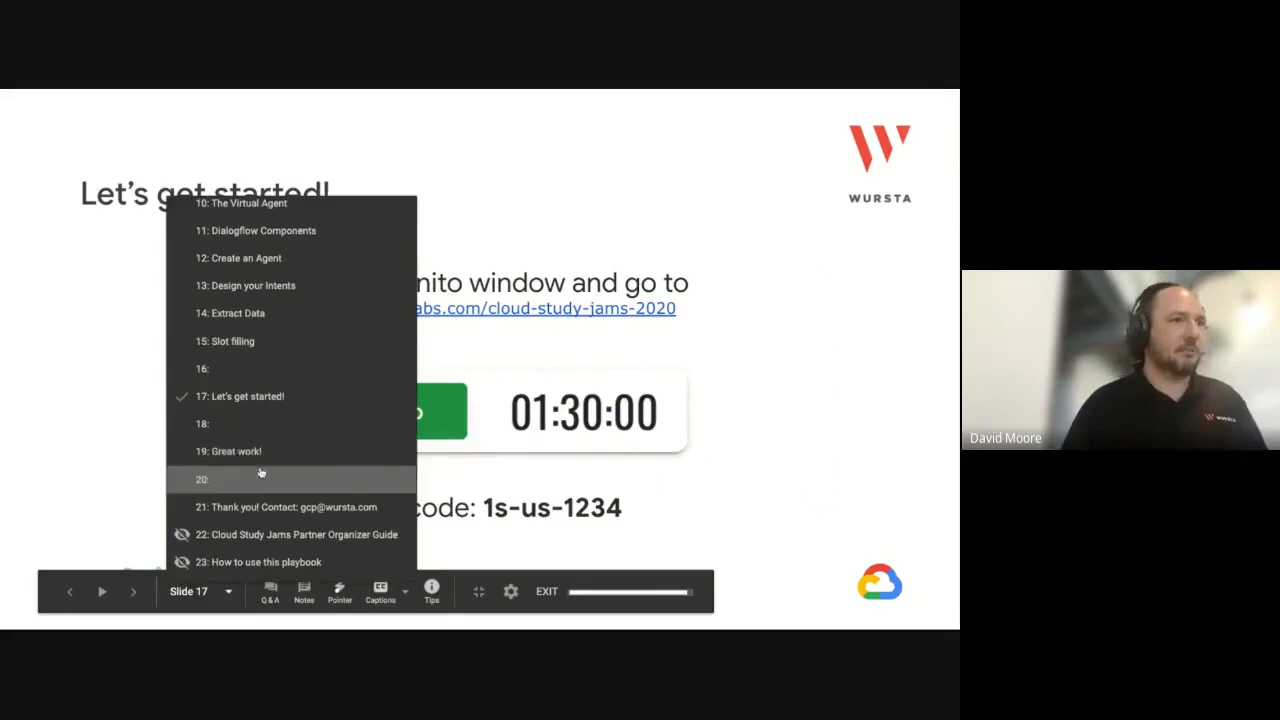 WURSTA
Let's get started!
10: The Virtual Agent
11: Dialogflow Components
12: Create an Agent
13: Design your Intents
14: Extract Data
15: Slot filling
16:
17: Let's get started!
18:
19: Great work!
20:
21: Thank you! Contact: gcp@wursta.com
22: Cloud Study Jams Partner Organizer Guide
23: How to use this playbook
nito window and go to
abs.com/cloud-study-jams-2020
01:30:00
code: 1s-us-1234
Slide 17
Q & A
Notes
Pointer
Captions
Tips
EXIT
David Moore
WURSTA